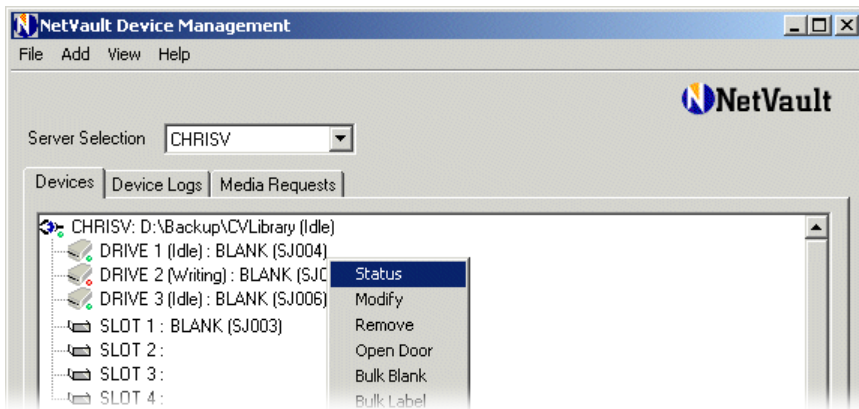 NetVault Device Management
File Add View Help
NetVault
Server Selection CHRISV
Devices Device Logs Media Requests
CHRISV: D:\Backup\CVLibrary (Idle)
DRIVE 1 (Idle) : BLANK (SJ004)
DRIVE 2 (Writing) : BLANK
DRIVE 3 (Idle) : BLANK (SJ006)
SLOT 1 : BLANK (SJ003)
SLOT 2 :
SLOT 3 :
SLOT 4 :
Status
Modify
Remove
Open Door
Bulk Blank
Bulk Label